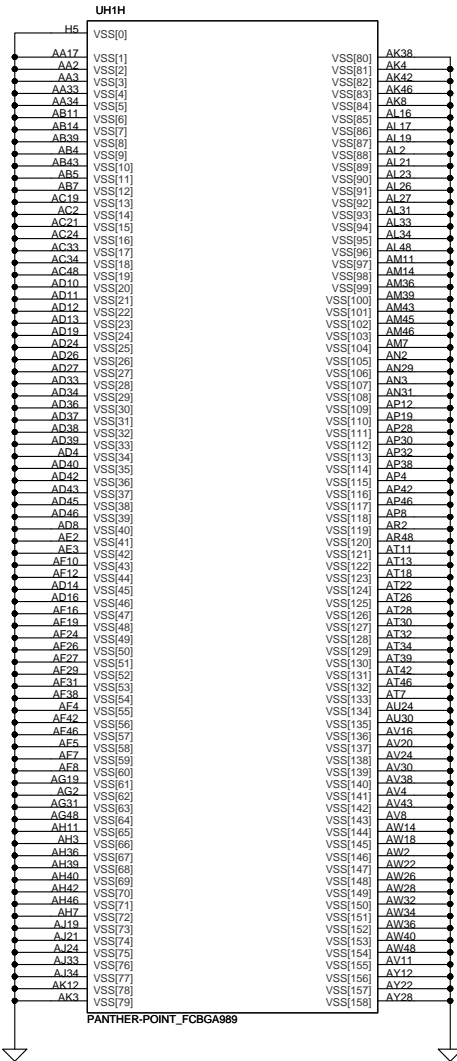 UH1H
H5 VSS[0]
AA17 VSS[1] VSS[80] AK38
AA2 VSS[2] VSS[81] AK4
AA3 VSS[3] VSS[82] AK42
AA33 VSS[4] VSS[83] AK46
AA34 VSS[5] VSS[84] AK8
AB11 VSS[6] VSS[85] AL16
AB14 VSS[7] VSS[86] AL17
AB39 VSS[8] VSS[87] AL19
AB4 VSS[9] VSS[88] AL2
AB43 VSS[10] VSS[89] AL21
AB5 VSS[11] VSS[90] AL23
AB7 VSS[12] VSS[91] AL26
AC19 VSS[13] VSS[92] AL27
AC2 VSS[14] VSS[93] AL31
AC21 VSS[15] VSS[94] AL33
AC24 VSS[16] VSS[95] AL34
AC33 VSS[17] VSS[96] AL48
AC34 VSS[18] VSS[97] AM11
AC48 VSS[19] VSS[98] AM14
AD10 VSS[20] VSS[99] AM36
AD11 VSS[21] VSS[100] AM39
AD12 VSS[22] VSS[101] AM43
AD13 VSS[23] VSS[102] AM45
AD19 VSS[24] VSS[103] AM46
AD24 VSS[25] VSS[104] AM7
AD26 VSS[26] VSS[105] AN2
AD27 VSS[27] VSS[106] AN29
AD33 VSS[28] VSS[107] AN3
AD34 VSS[29] VSS[108] AN31
AD36 VSS[30] VSS[109] AP12
AD37 VSS[31] VSS[110] AP19
AD38 VSS[32] VSS[111] AP28
AD39 VSS[33] VSS[112] AP30
AD4 VSS[34] VSS[113] AP32
AD40 VSS[35] VSS[114] AP38
AD42 VSS[36] VSS[115] AP4
AD43 VSS[37] VSS[116] AP42
AD45 VSS[38] VSS[117] AP46
AD46 VSS[39] VSS[118] AP8
AD8 VSS[40] VSS[119] AR2
AE2 VSS[41] VSS[120] AR48
AE3 VSS[42] VSS[121] AT11
AF10 VSS[43] VSS[122] AT13
AF12 VSS[44] VSS[123] AT18
AD14 VSS[45] VSS[124] AT22
AD16 VSS[46] VSS[125] AT26
AF16 VSS[47] VSS[126] AT28
AF19 VSS[48] VSS[127] AT30
AF24 VSS[49] VSS[128] AT32
AF26 VSS[50] VSS[129] AT34
AF27 VSS[51] VSS[130] AT39
AF29 VSS[52] VSS[131] AT42
AF31 VSS[53] VSS[132] AT46
AF38 VSS[54] VSS[133] AT7
AF4 VSS[55] VSS[134] AU24
AF42 VSS[56] VSS[135] AU30
AF46 VSS[57] VSS[136] AV16
AF5 VSS[58] VSS[137] AV20
AF7 VSS[59] VSS[138] AV24
AF8 VSS[60] VSS[139] AV30
AG19 VSS[61] VSS[140] AV38
AG2 VSS[62] VSS[141] AV4
AG31 VSS[63] VSS[142] AV43
AG48 VSS[64] VSS[143] AV8
AH11 VSS[65] VSS[144] AW14
AH3 VSS[66] VSS[145] AW18
AH36 VSS[67] VSS[146] AW2
AH39 VSS[68] VSS[147] AW22
AH40 VSS[69] VSS[148] AW26
AH42 VSS[70] VSS[149] AW28
AH46 VSS[71] VSS[150] AW32
AH7 VSS[72] VSS[151] AW34
AJ19 VSS[73] VSS[152] AW36
AJ21 VSS[74] VSS[153] AW40
AJ24 VSS[75] VSS[154] AW48
AJ33 VSS[76] VSS[155] AV11
AJ34 VSS[77] VSS[156] AY12
AK12 VSS[78] VSS[157] AY22
AK3 VSS[79] VSS[158] AY28
PANTHER-POINT_FCBGA989